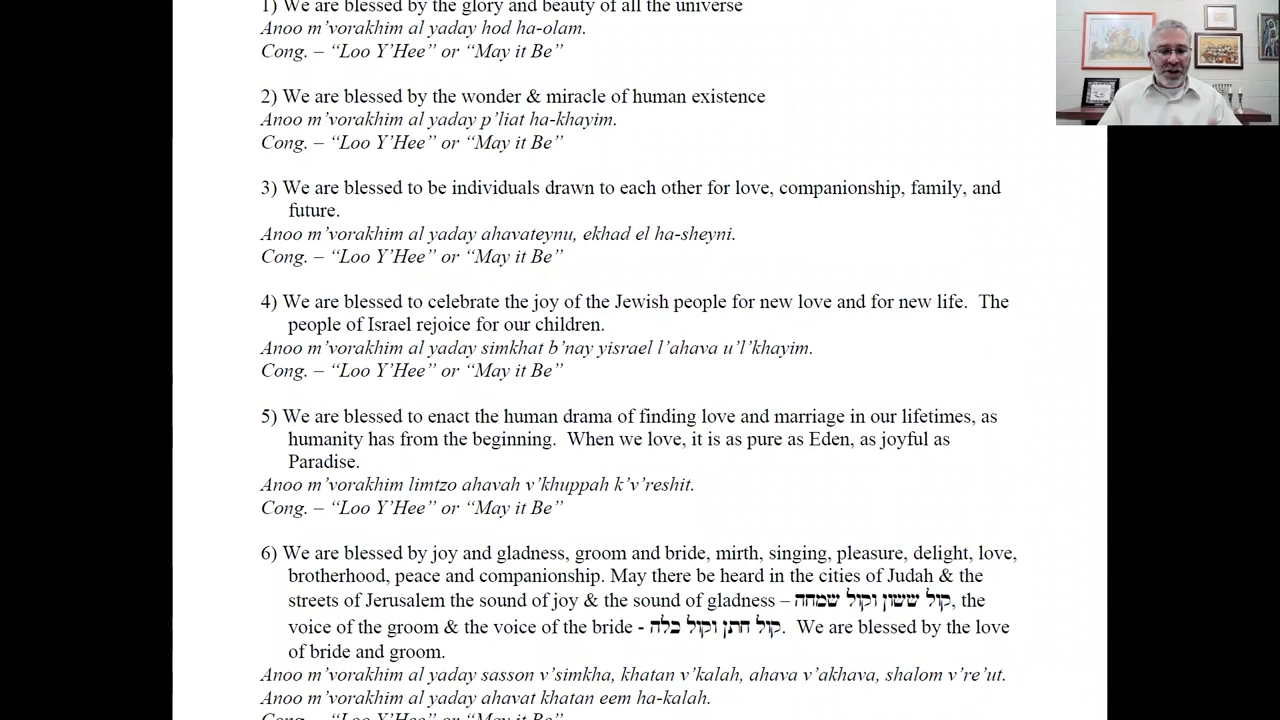 1) We are blessed by the glory and beauty of all the universe
Anoo m’vorakhim al yaday hod ha-olam.
Cong. – “Loo Y’Hee” or “May it Be”
2) We are blessed by the wonder & miracle of human existence
Anoo m’vorakhim al yaday p’liat ha-khayim.
Cong. – “Loo Y’Hee” or “May it Be”
3) We are blessed to be individuals drawn to each other for love, companionship, family, and
future.
Anoo m’vorakhim al yaday ahavateynu, ekhad el ha-sheyni.
Cong. – “Loo Y’Hee” or “May it Be”
4) We are blessed to celebrate the joy of the Jewish people for new love and for new life.  The
people of Israel rejoice for our children.
Anoo m’vorakhim al yaday simkhat b’nay yisrael l’ahava u’l’khayim.
Cong. – “Loo Y’Hee” or “May it Be”
5) We are blessed to enact the human drama of finding love and marriage in our lifetimes, as
humanity has from the beginning.  When we love, it is as pure as Eden, as joyful as
Paradise.
Anoo m’vorakhim limtzo ahavah v’khuppah k’v’reshit.
Cong. – “Loo Y’Hee” or “May it Be”
6) We are blessed by joy and gladness, groom and bride, mirth, singing, pleasure, delight, love,
brotherhood, peace and companionship. May there be heard in the cities of Judah & the
streets of Jerusalem the sound of joy & the sound of gladness – קול ששון וקול שמחה, the
voice of the groom & the voice of the bride - קול חתן וקול כלה.  We are blessed by the love
of bride and groom.
Anoo m’vorakhim al yaday sasson v’simkha, khatan v’kalah, ahava v’akhava, shalom v’re’ut.
Anoo m’vorakhim al yaday ahavat khatan eem ha-kalah.
Cong. – “Loo Y’Hee” or “May it Be”